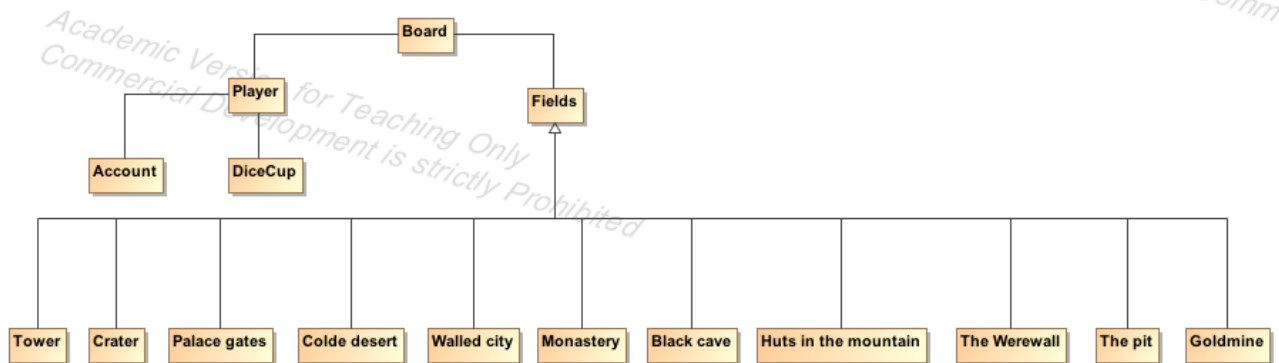 Academic Version for Teaching Only
Commercial Development is strictly Prohibited
Board
Player
Fields
Account
DiceCup
Tower
Crater
Palace gates
Colde desert
Walled city
Monastery
Black cave
Huts in the mountain
The Werewall
The pit
Goldmine